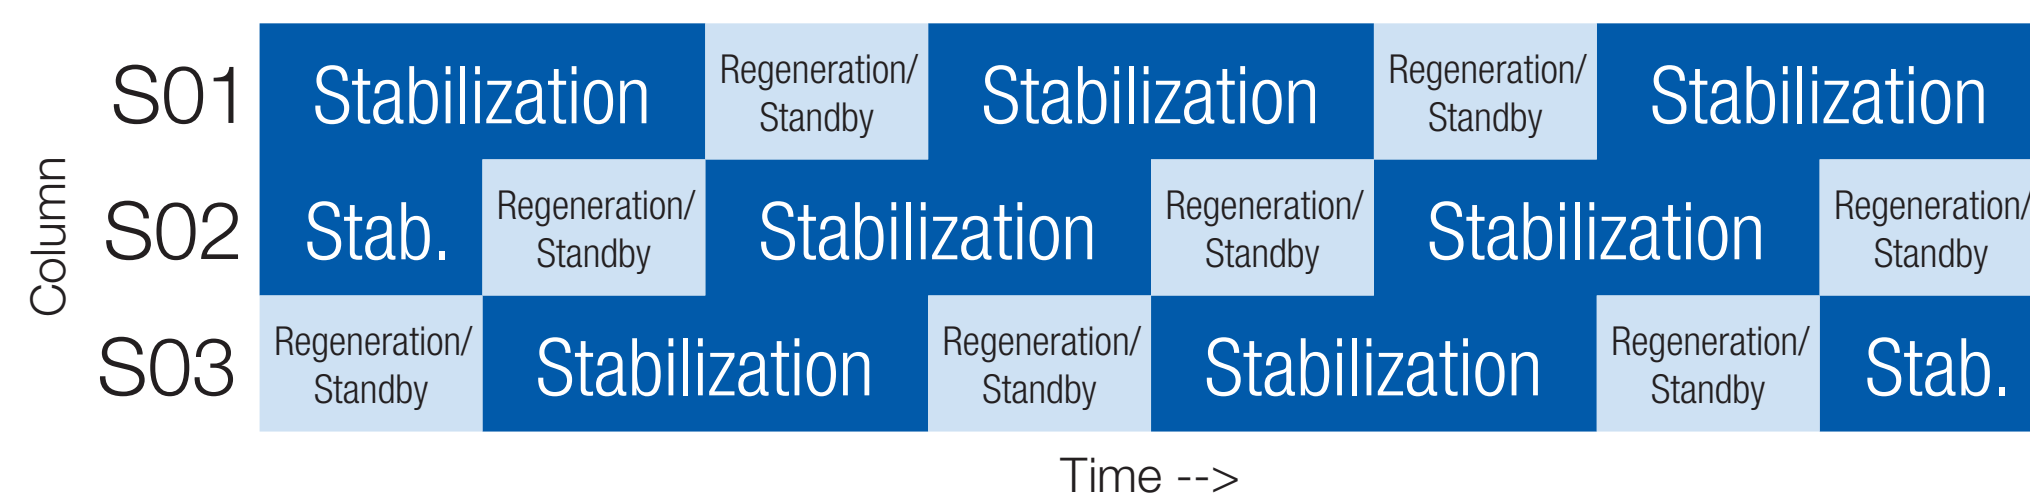 Column
S01
Stabilization
Regeneration/
Standby
Stabilization
Regeneration/
Standby
Stabilization
S02
Stab.
Regeneration/
Standby
Stabilization
Regeneration/
Standby
Stabilization
Regeneration/
Standby
S03
Regeneration/
Standby
Stabilization
Regeneration/
Standby
Stabilization
Regeneration/
Standby
Stab.
Time -->